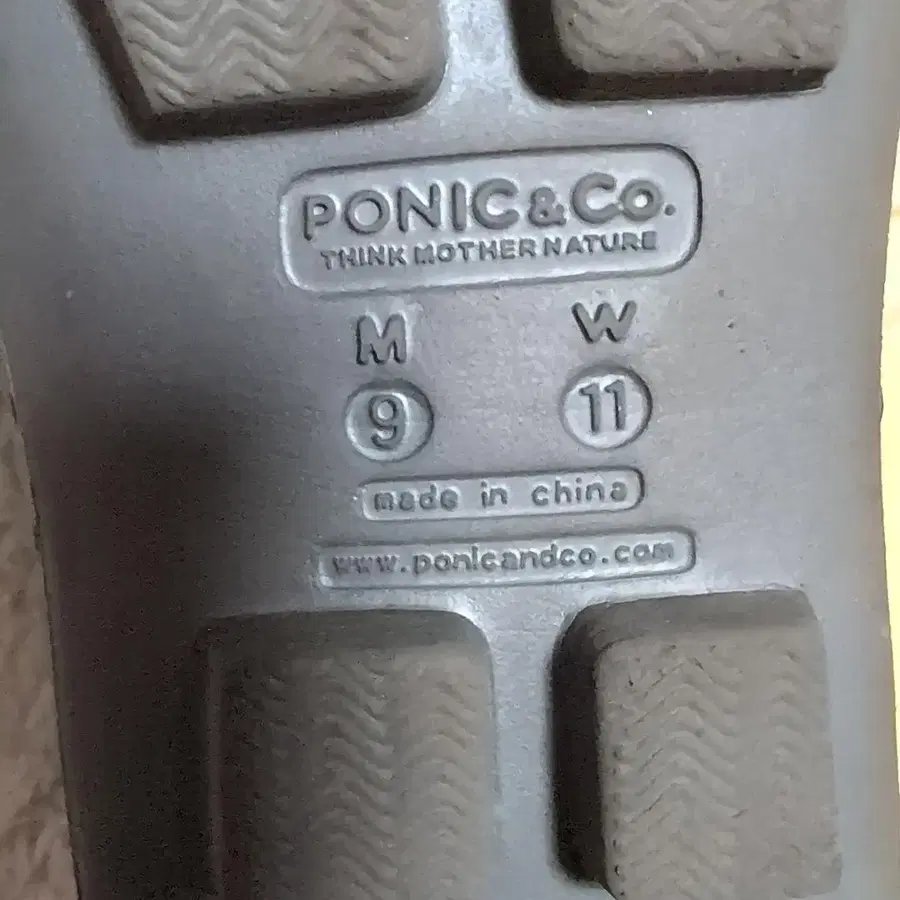 PONIC&Co.
THINK MOTHER NATURE
M W
9 11
made in china
www.ponicandco.com